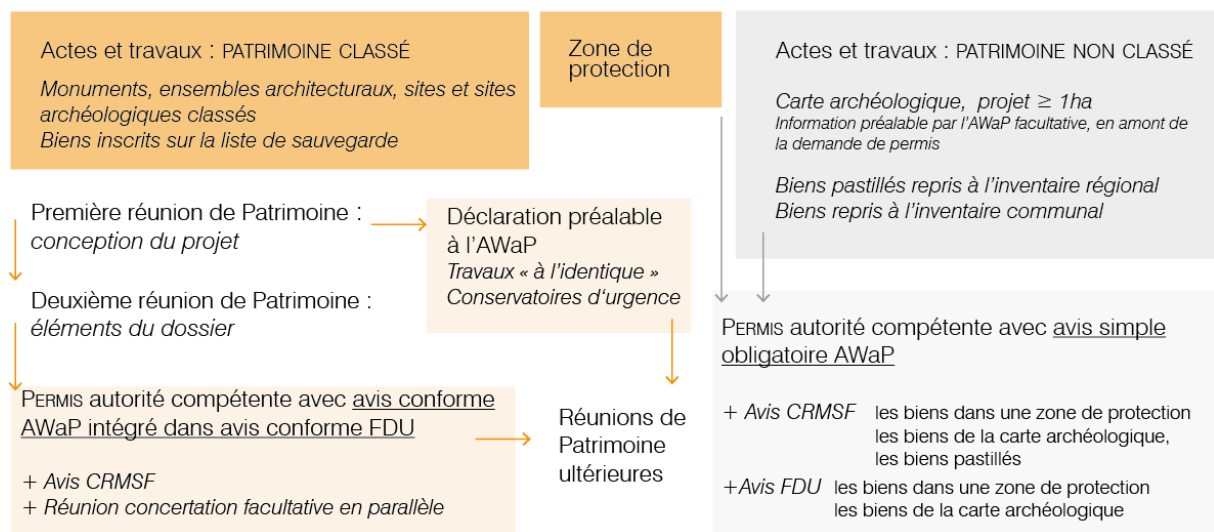 Actes et travaux : PATRIMOINE CLASSÉ
Monuments, ensembles architecturaux, sites et sites
archéologiques classés
Biens inscrits sur la liste de sauvegarde
Zone de
protection
Actes et travaux : PATRIMOINE NON CLASSÉ
Carte archéologique, projet ≥ 1ha
Information préalable par l'AWaP facultative, en amont de
la demande de permis
Biens pastillés repris à l'inventaire régional
Biens repris à l'inventaire communal
Première réunion de Patrimoine :
conception du projet
Déclaration préalable
à l'AWaP
Travaux « à l'identique »
Conservatoires d'urgence
Deuxième réunion de Patrimoine :
éléments du dossier
PERMIS autorité compétente avec avis conforme
AWaP intégré dans avis conforme FDU
+ Avis CRMSF
+ Réunion concertation facultative en parallèle
Réunions de
Patrimoine
ultérieures
PERMIS autorité compétente avec avis simple
obligatoire AWaP
+ Avis CRMSF les biens dans une zone de protection
les biens de la carte archéologique,
les biens pastillés
+Avis FDU les biens dans une zone de protection
les biens de la carte archéologique